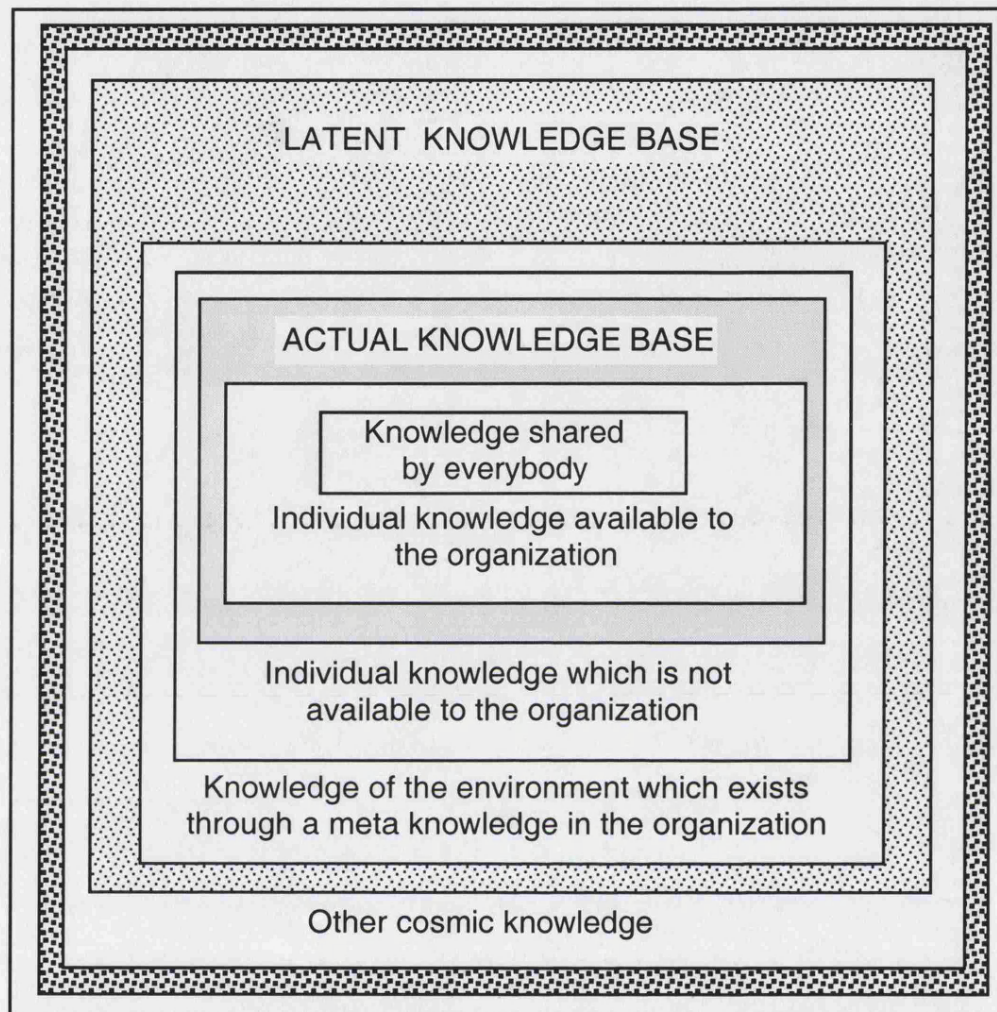 LATENT KNOWLEDGE BASE
ACTUAL KNOWLEDGE BASE
Knowledge shared
by everybody
Individual knowledge available to
the organization
Individual knowledge which is not
available to the organization
Knowledge of the environment which exists
through a meta knowledge in the organization
Other cosmic knowledge